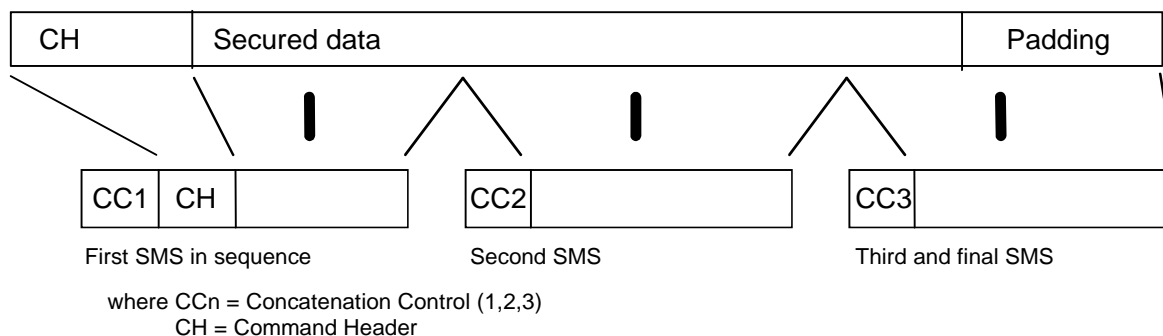 CH Secured data Padding
CC1 CH CC2 CC3
First SMS in sequence Second SMS Third and final SMS
where CCn = Concatenation Control (1,2,3)
CH = Command Header